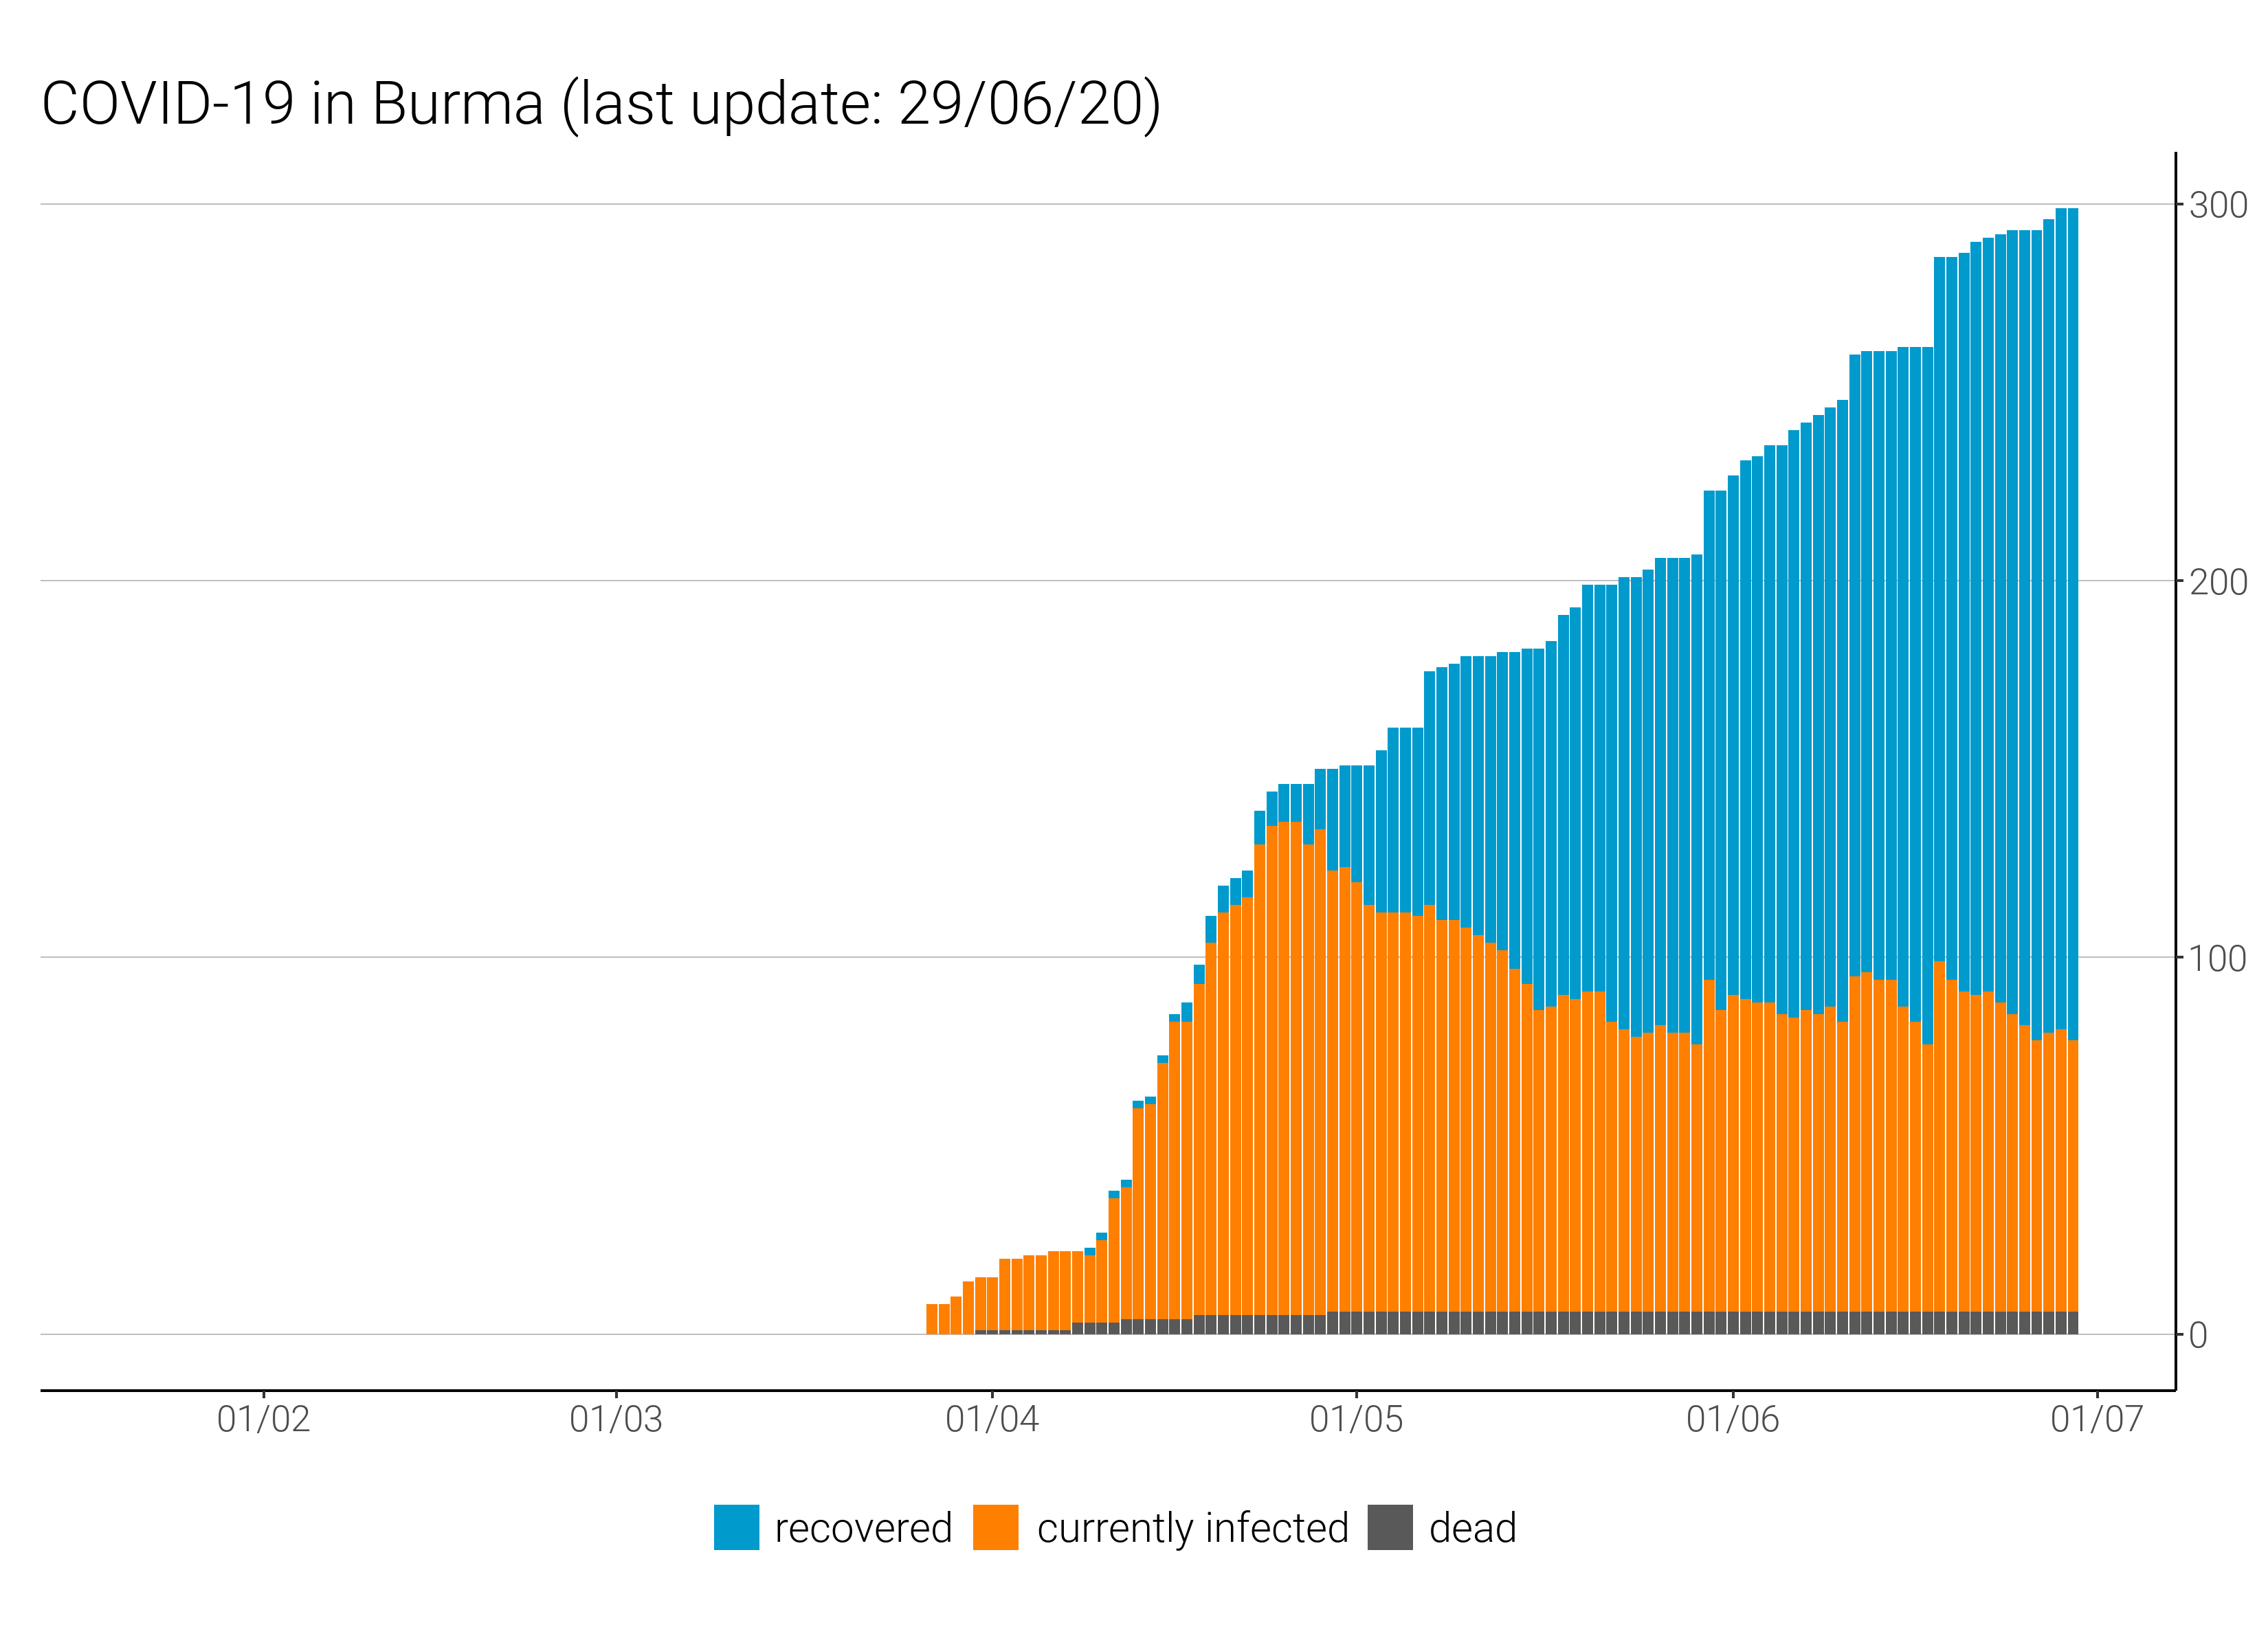 COVID-19 in Burma (last update: 29/06/20)
300
200
100
0
01/02 01/03 01/04 01/05 01/06 01/07
recovered currently infected dead